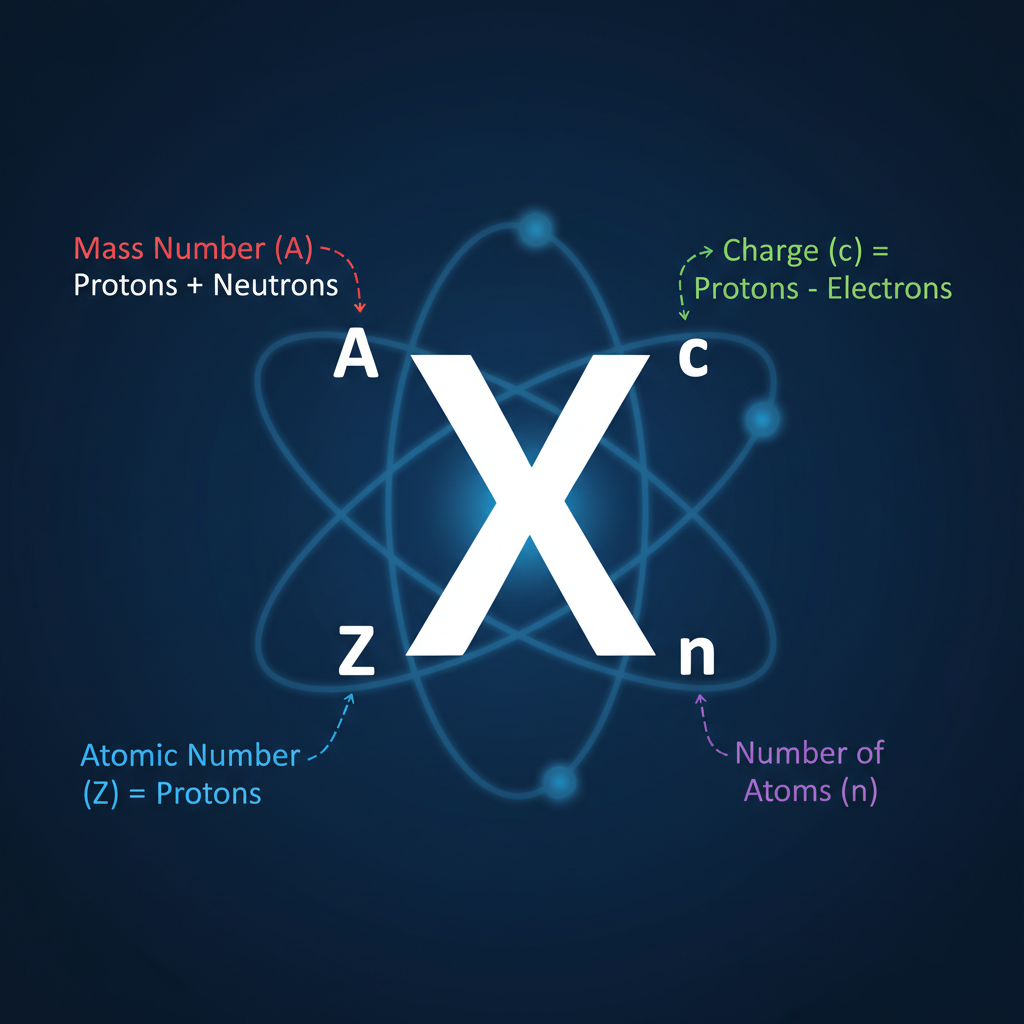 Mass Number (A)
Protons + Neutrons
Charge (c) =
Protons - Electrons
A
c
X
Z
n
Atomic Number
(Z) = Protons
Number of
Atoms (n)